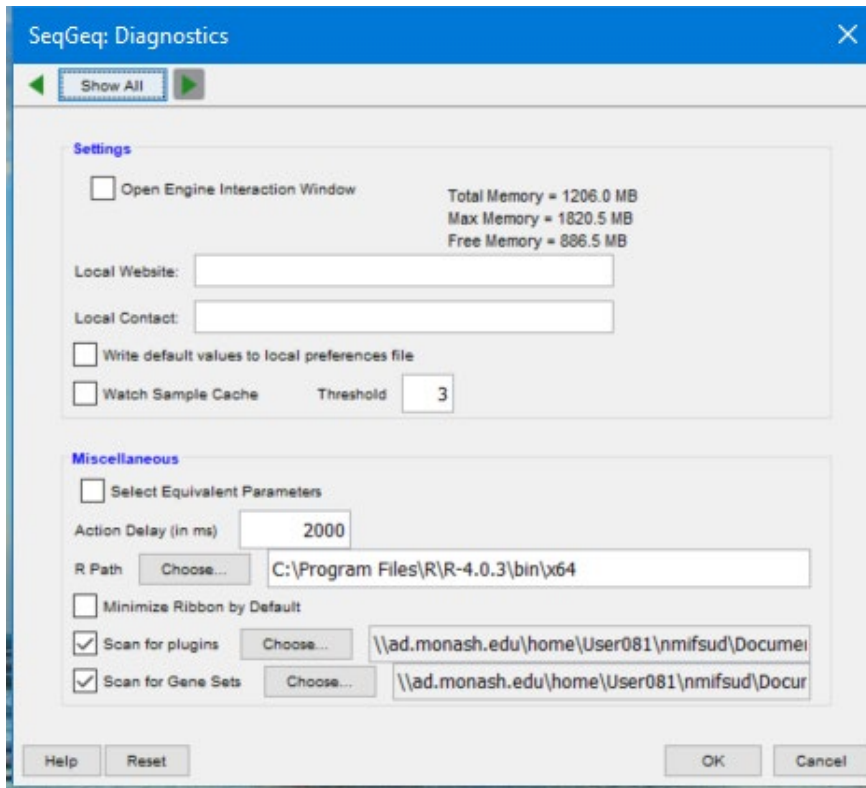 SeqGeq: Diagnostics
Show All
Settings
Open Engine Interaction Window
Total Memory = 1206.0 MB
Max Memory = 1820.5 MB
Free Memory = 886.5 MB
Local Website:
Local Contact:
Write default values to local preferences file
Watch Sample Cache Threshold 3
Miscellaneous
Select Equivalent Parameters
Action Delay (in ms) 2000
R Path Choose... C:\Program Files\R\R-4.0.3\bin\x64
Minimize Ribbon by Default
Scan for plugins Choose... \\ad.monash.edu\home\User081\nmifsud\Documei
Scan for Gene Sets Choose... \\ad.monash.edu\home\User081\nmifsud\Docur
Help Reset OK Cancel